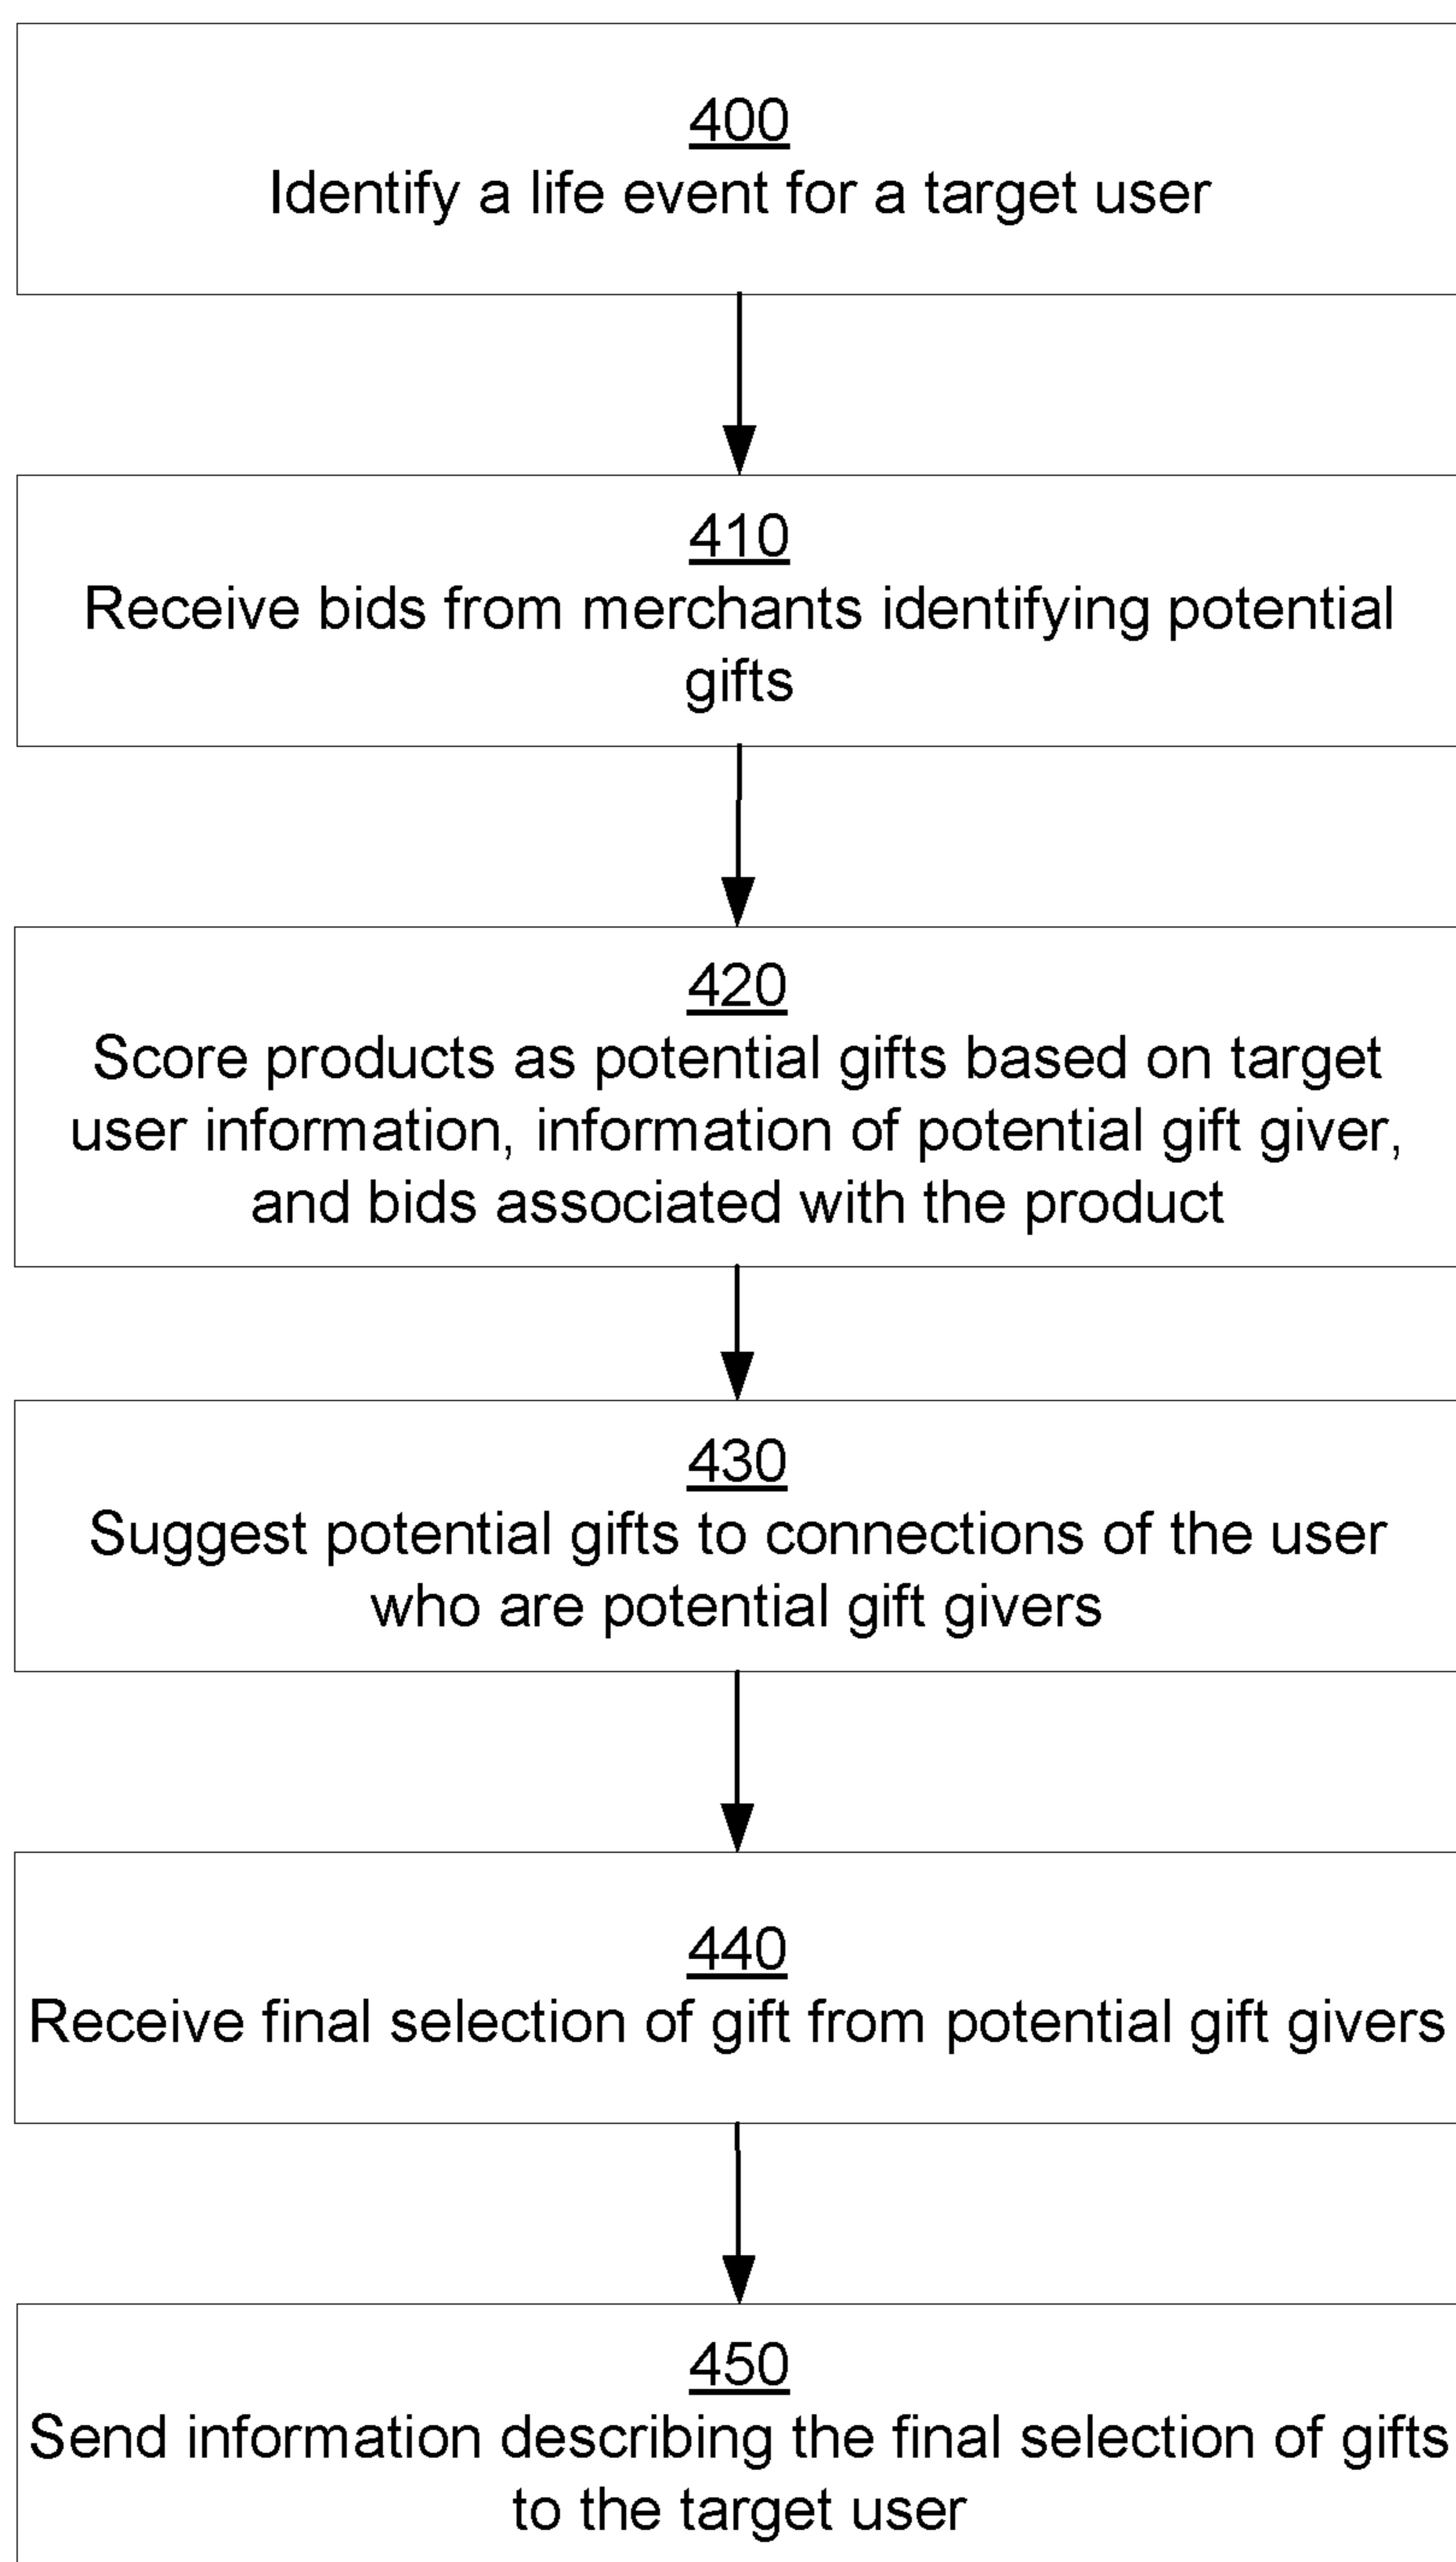 400
Identify a life event for a target user
410
Receive bids from merchants identifying potential
gifts
420
Score products as potential gifts based on target
user information, information of potential gift giver,
and bids associated with the product
430
Suggest potential gifts to connections of the user
who are potential gift givers
440
Receive final selection of gift from potential gift givers
450
Send information describing the final selection of gifts
to the target user